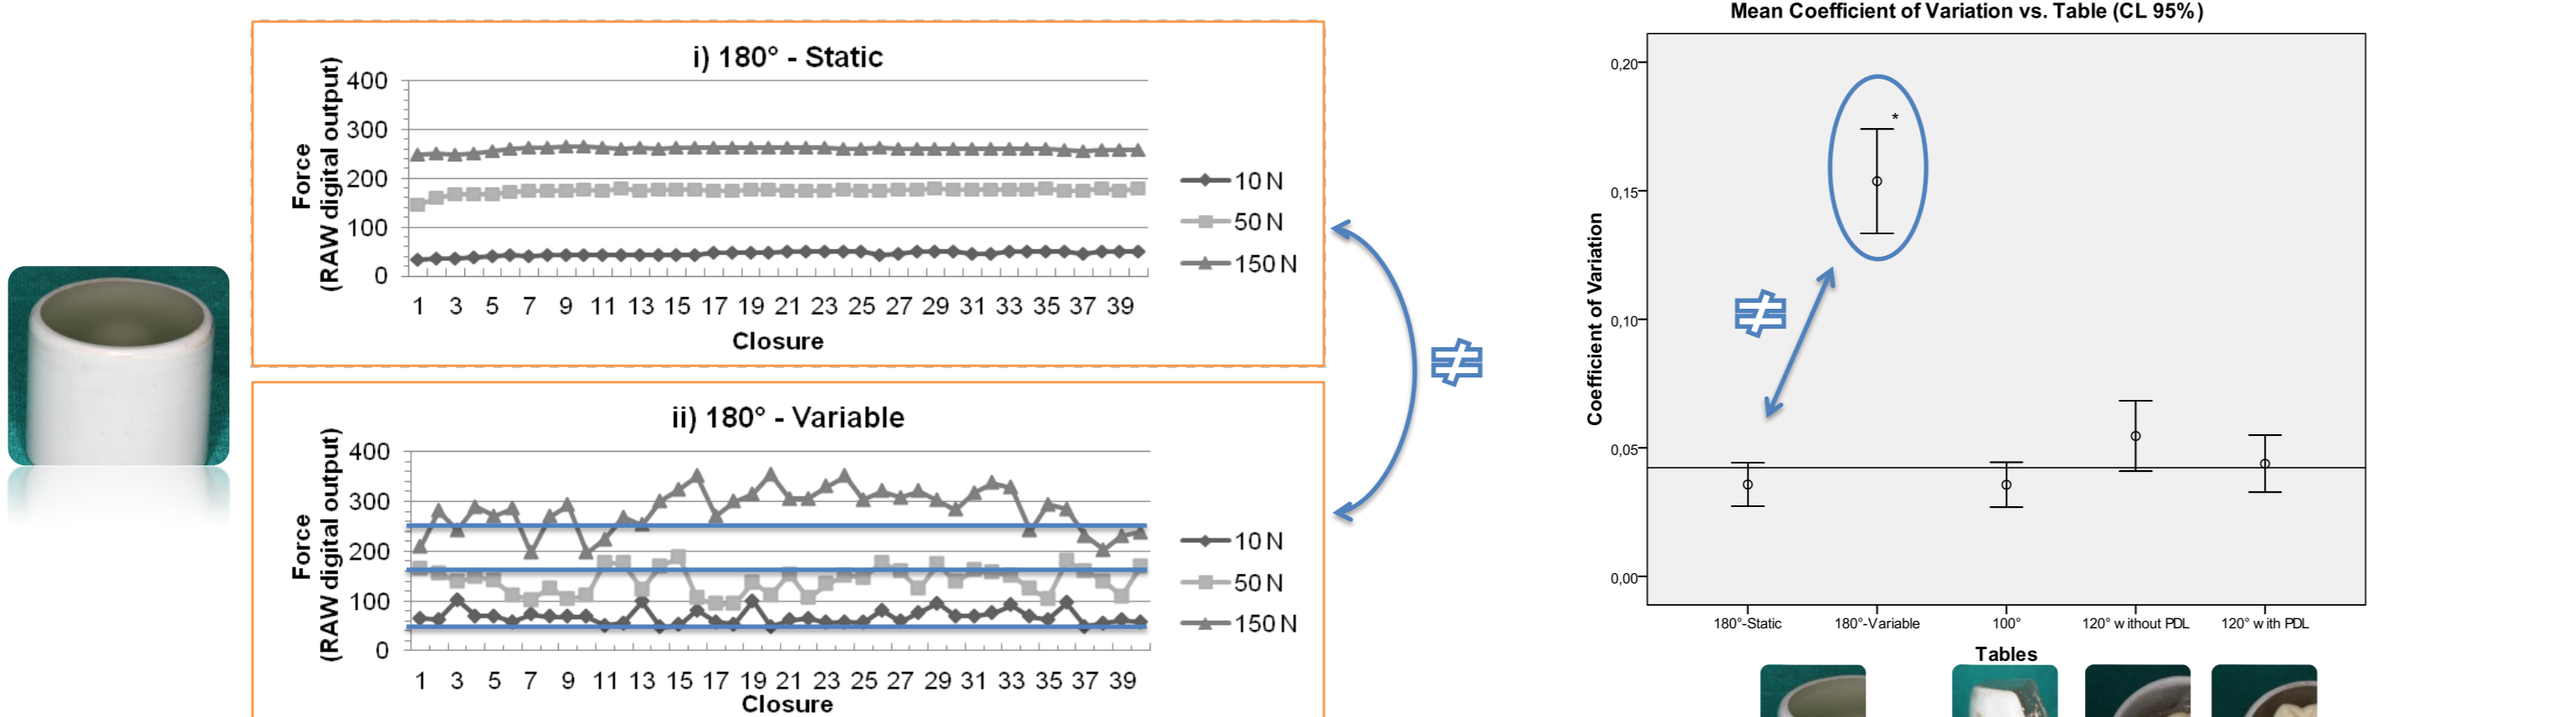 i) 180° - Static
Force
(RAW digital output)
400
300
200
100
0
1 3 5 7 9 11 13 15 17 19 21 23 25 27 29 31 33 35 37 39
Closure
10 N
50 N
150 N
ii) 180° - Variable
Force
(RAW digital output)
400
300
200
100
0
1 3 5 7 9 11 13 15 17 19 21 23 25 27 29 31 33 35 37 39
Closure
10 N
50 N
150 N
≠
Mean Coefficient of Variation vs. Table (CL 95%)
Coefficient of Variation
0,20
0,15
0,10
0,05
0,00
*
≠
180°-Static 180°-Variable 100° 120° without PDL 120° with PDL
Tables